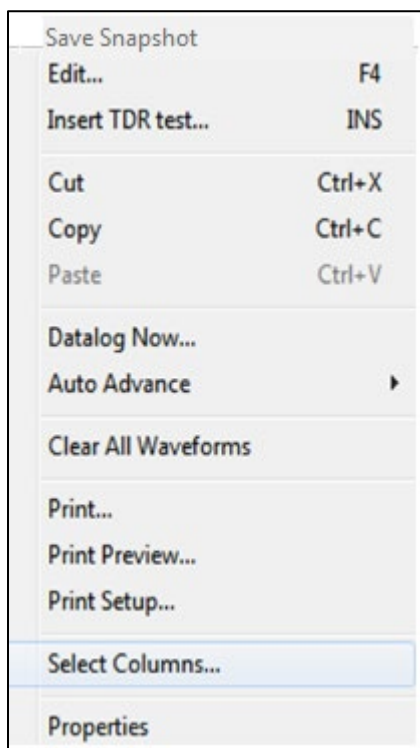 Save Snapshot
Edit... F4
Insert TDR test... INS
Cut Ctrl+X
Copy Ctrl+C
Paste Ctrl+V
Datalog Now...
Auto Advance
Clear All Waveforms
Print...
Print Preview...
Print Setup...
Select Columns...
Properties